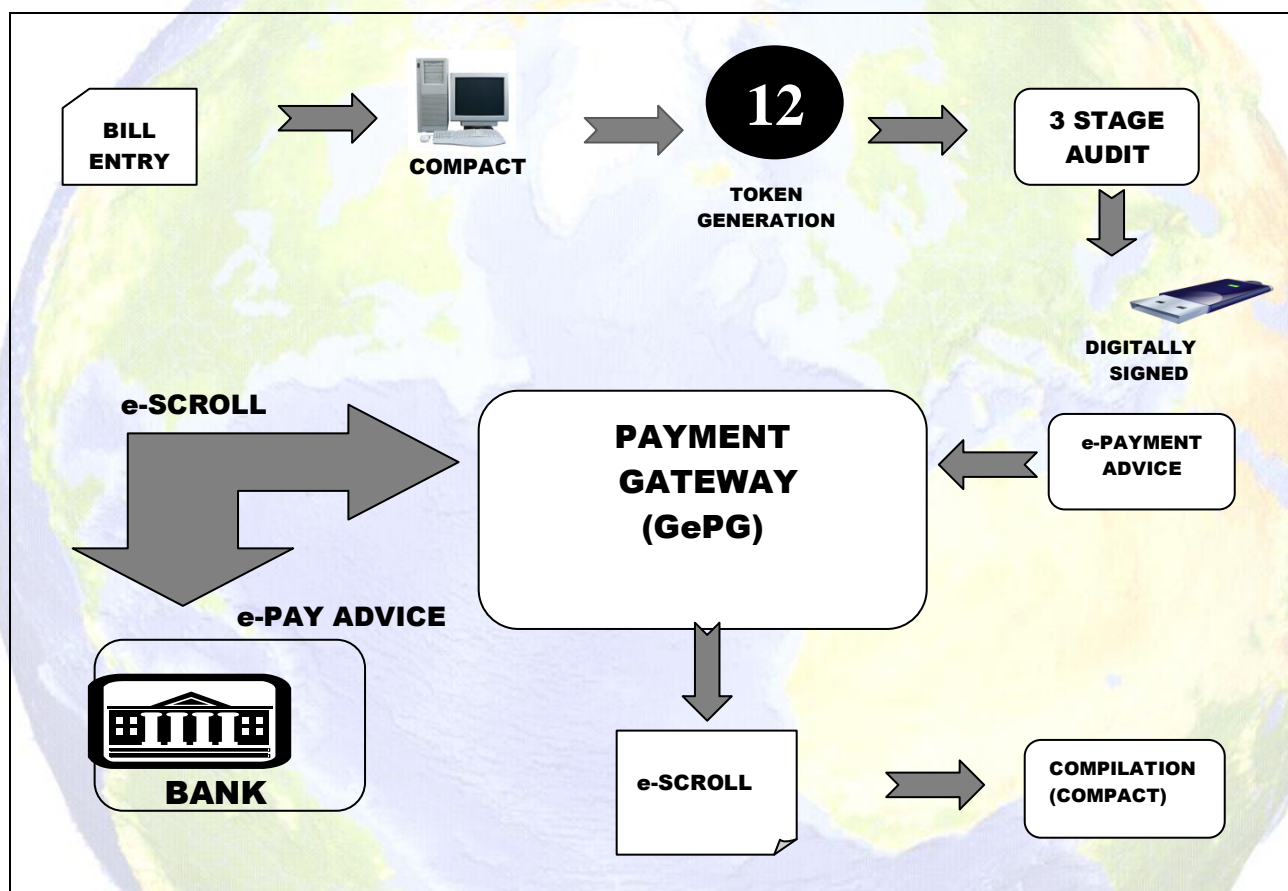 BILL
ENTRY
COMPACT
12
TOKEN
GENERATION
3 STAGE
AUDIT
DIGITALLY
SIGNED
e-SCROLL
PAYMENT
GATEWAY
(GePG)
e-PAYMENT
ADVICE
e-PAY ADVICE
BANK
e-SCROLL
COMPILATION
(COMPACT)